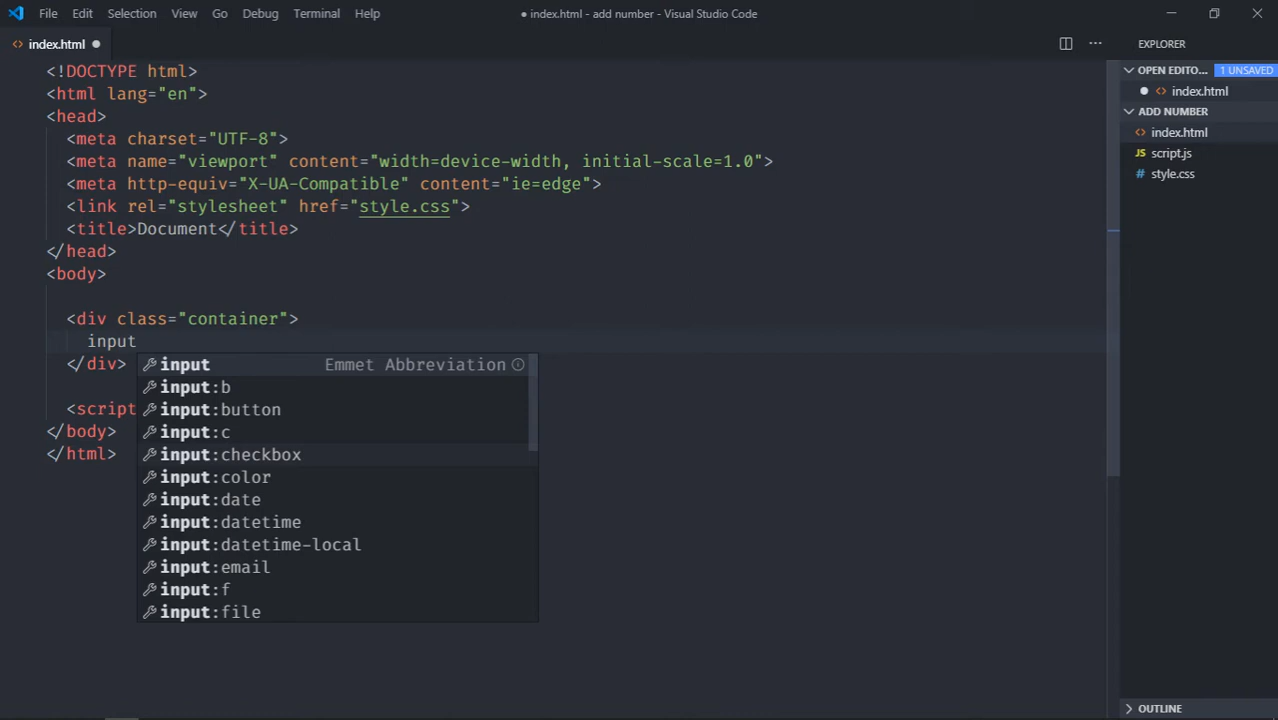 File Edit Selection View Go Debug Terminal Help
● index.html - add number - Visual Studio Code
<> index.html ●
EXPLORER
<!DOCTYPE html>
<html lang="en">
<head>
<meta charset="UTF-8">
<meta name="viewport" content="width=device-width, initial-scale=1.0">
<meta http-equiv="X-UA-Compatible" content="ie=edge">
<link rel="stylesheet" href="style.css">
<title>Document</title>
</head>
<body>
<div class="container">
input
</div>
<script
</body>
</html>
input Emmet Abbreviation
input:b
input:button
input:c
input:checkbox
input:color
input:date
input:datetime
input:datetime-local
input:email
input:f
input:file
OPEN EDITO... 1 UNSAVED
● <> index.html
ADD NUMBER
<> index.html
JS script.js
# style.css
OUTLINE